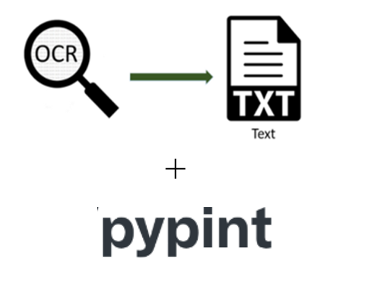 OCR
TXT
Text
+
pypint